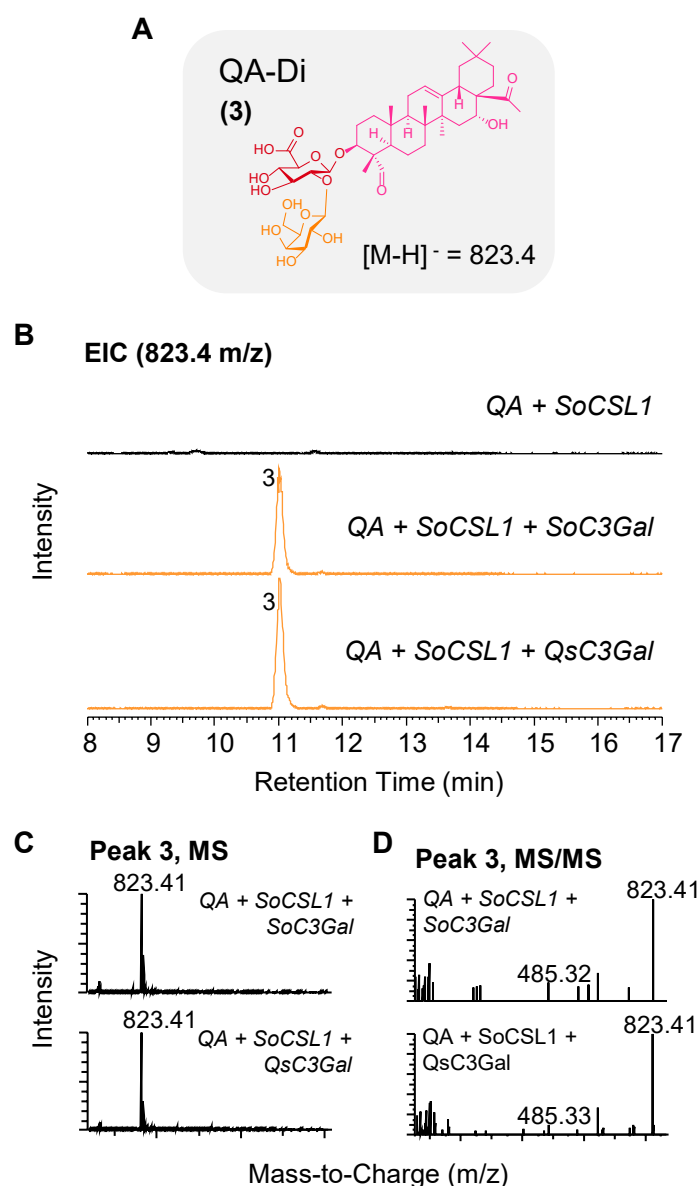 A
QA-Di
(3)
O
O
H
OH
H
H
O
O
HO
O
O
HO
HO
O
OH
O
HO
OH
OH
[M-H]⁻ = 823.4
B
EIC (823.4 m/z)
QA + SoCSL1
3
QA + SoCSL1 + SoC3Gal
3
QA + SoCSL1 + QsC3Gal
Intensity
8 9 10 11 12 13 14 15 16 17
Retention Time (min)
C
Peak 3, MS
823.41
QA + SoCSL1 +
SoC3Gal
823.41
QA + SoCSL1 +
QsC3Gal
Intensity
D
Peak 3, MS/MS
823.41
QA + SoCSL1 +
SoC3Gal
485.32
823.41
QA + SoCSL1 +
QsC3Gal
485.33
Mass-to-Charge (m/z)